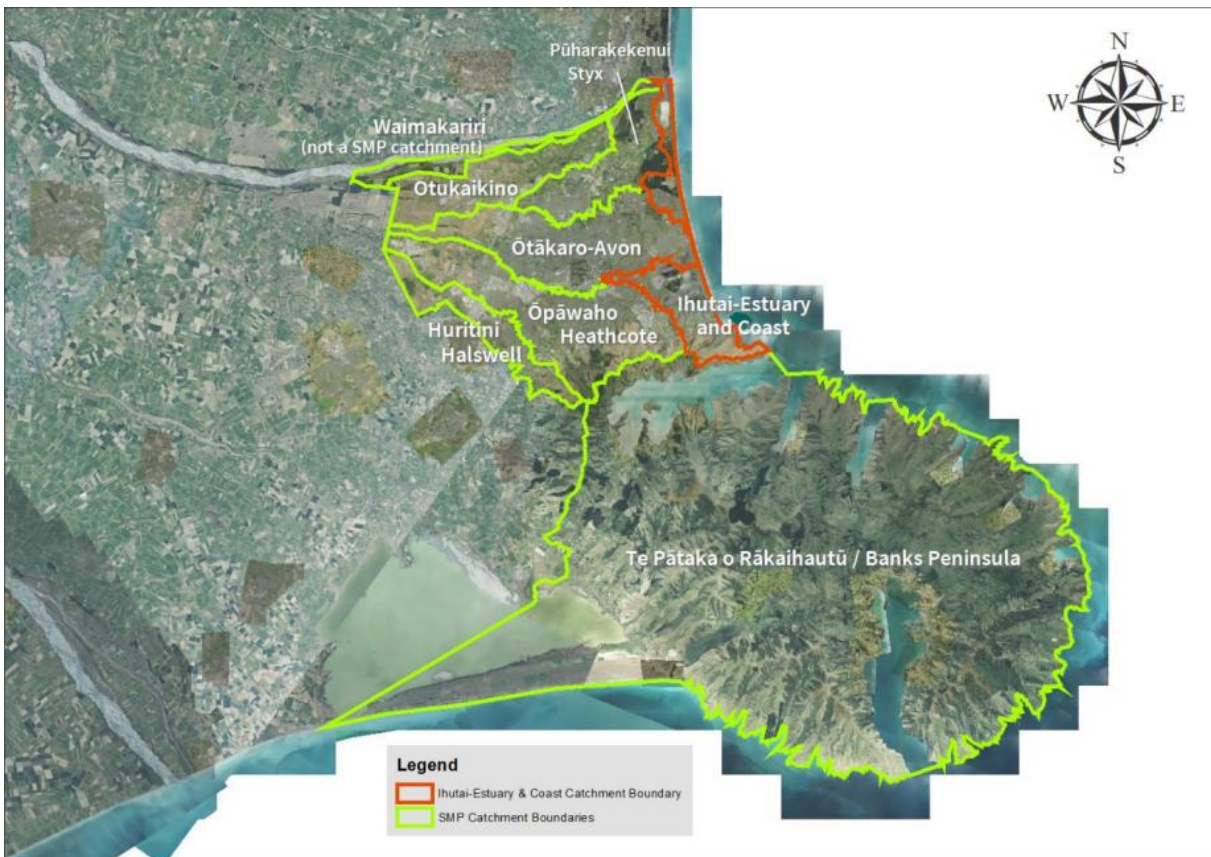 Pūharakekenui
Styx
N
W
E
S
Waimakariri
(not a SMP catchment)
Otukaikino
Ōtākaro-Avon
Ihutai-Estuary
and Coast
Ōpāwaho
Heathcote
Huritini
Halswell
Te Pātaka o Rākaihautū / Banks Peninsula
Legend
Ihutai-Estuary & Coast Catchment Boundary
SMP Catchment Boundaries